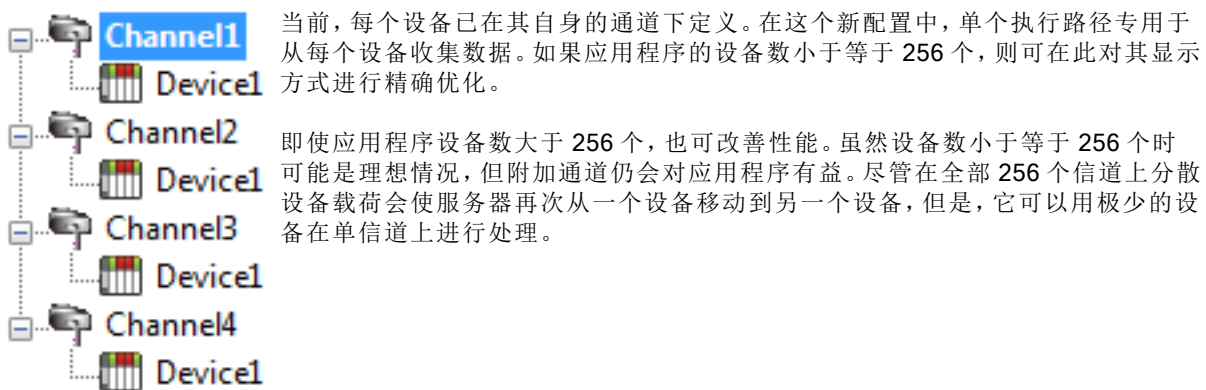 Channel1
Device1
Channel2
Device1
Channel3
Device1
Channel4
Device1
当前，每个设备已在其自身的通道下定义。在这个新配置中，单个执行路径专用于
从每个设备收集数据。如果应用程序的设备数小于等于 256 个，则可在此对其显示
方式进行精确优化。
即使应用程序设备数大于 256 个，也可改善性能。虽然设备数小于等于 256 个时
可能是理想情况，但附加通道仍会对应用程序有益。尽管在全部 256 个信道上分散
设备载荷会使服务器再次从一个设备移动到另一个设备，但是，它可以用极少的设
备在单信道上进行处理。